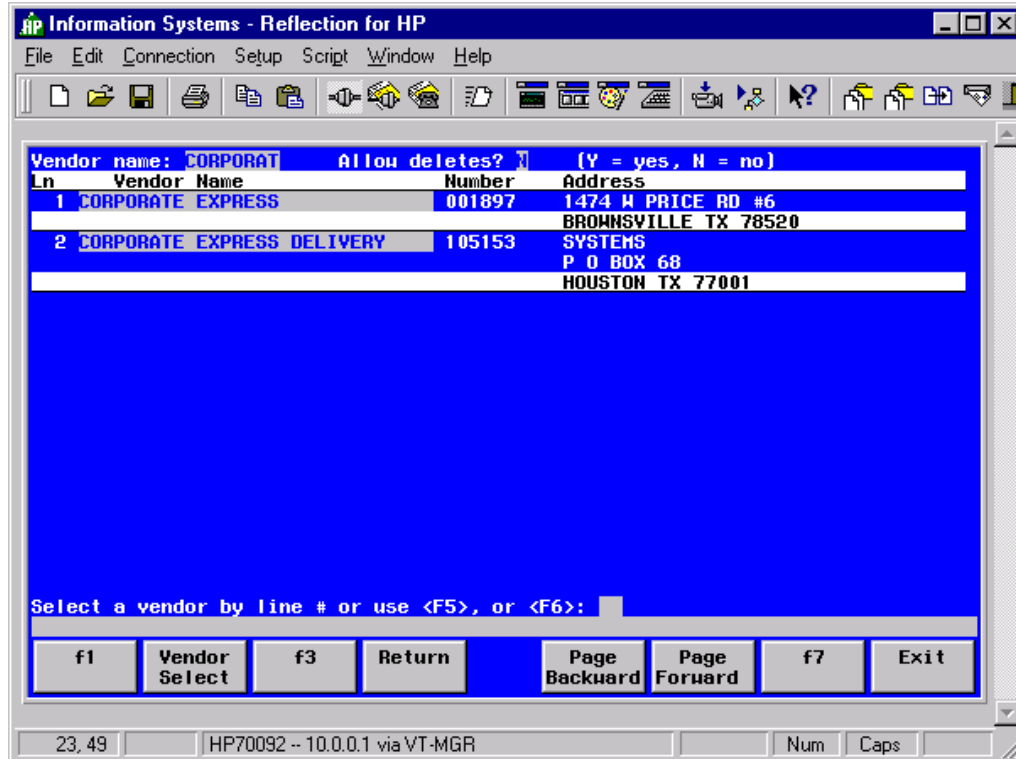 Information Systems - Reflection for HP
File Edit Connection Setup Script Window Help
Vendor name: CORPORAT Allow deletes? N (Y = yes, N = no)
Ln Vendor Name Number Address
1 CORPORATE EXPRESS 001897 1474 W PRICE RD #6
BROWNSVILLE TX 78520
2 CORPORATE EXPRESS DELIVERY 105153 SYSTEMS
P O BOX 68
HOUSTON TX 77001
Select a vendor by line # or use <F5>, or <F6>:
f1 Vendor Select f3 Return Page Backward Page Forward f7 Exit
23, 49 HP70092 -- 10.0.0.1 via VT-MGR Num Caps